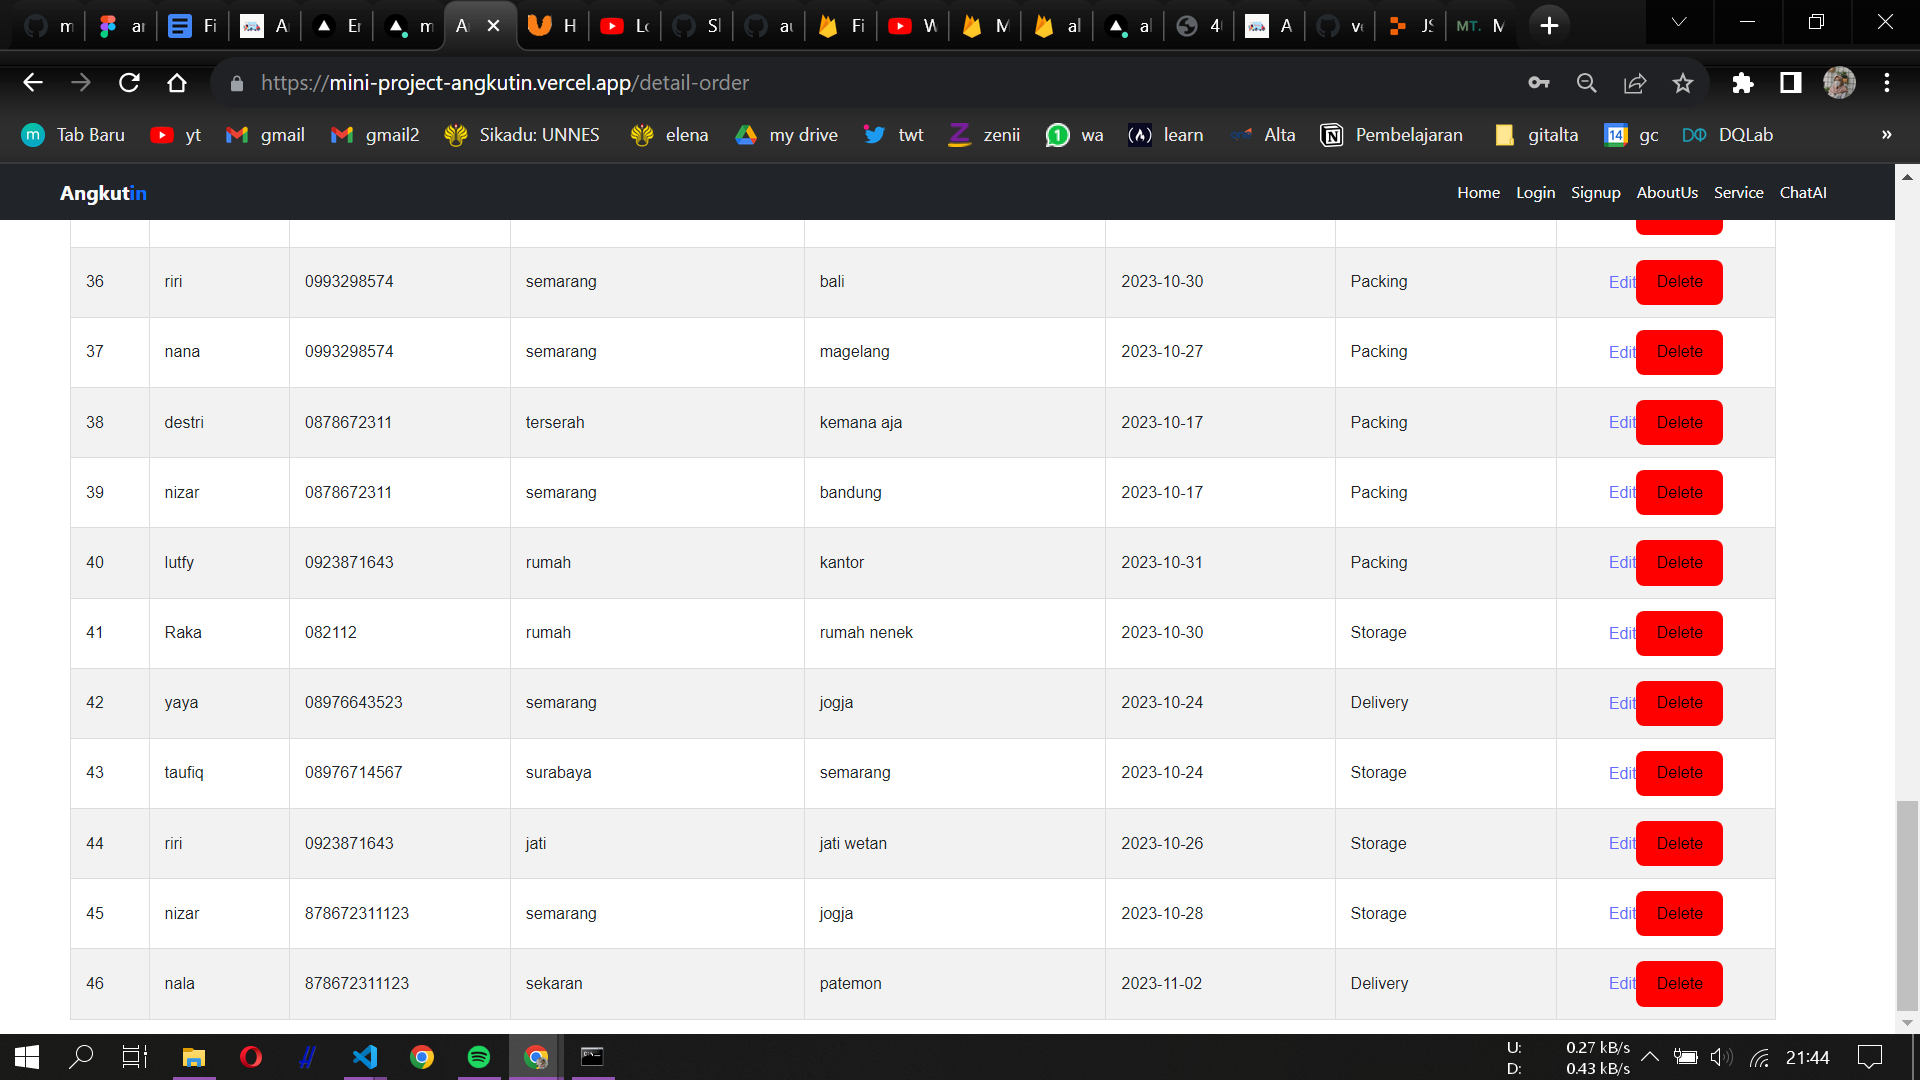 m ar Fi A Er m A H Lo Sl au Fi W M al al 4( A ve JS MT. M
https://mini-project-angkutin.vercel.app/detail-order
Tab Baru yt gmail gmail2 Sikadu: UNNES elena my drive twt zenii wa learn Alta Pembelajaran gitalta gc DQLab »
Angkutin Home Login Signup AboutUs Service ChatAI
36 riri 0993298574 semarang bali 2023-10-30 Packing Edit Delete
37 nana 0993298574 semarang magelang 2023-10-27 Packing Edit Delete
38 destri 0878672311 terserah kemana aja 2023-10-17 Packing Edit Delete
39 nizar 0878672311 semarang bandung 2023-10-17 Packing Edit Delete
40 lutfy 0923871643 rumah kantor 2023-10-31 Packing Edit Delete
41 Raka 082112 rumah rumah nenek 2023-10-30 Storage Edit Delete
42 yaya 08976643523 semarang jogja 2023-10-24 Delivery Edit Delete
43 taufiq 08976714567 surabaya semarang 2023-10-24 Storage Edit Delete
44 riri 0923871643 jati jati wetan 2023-10-26 Storage Edit Delete
45 nizar 878672311123 semarang jogja 2023-10-28 Storage Edit Delete
46 nala 878672311123 sekaran patemon 2023-11-02 Delivery Edit Delete
U: 0.27 kB/s
D: 0.43 kB/s
21:44